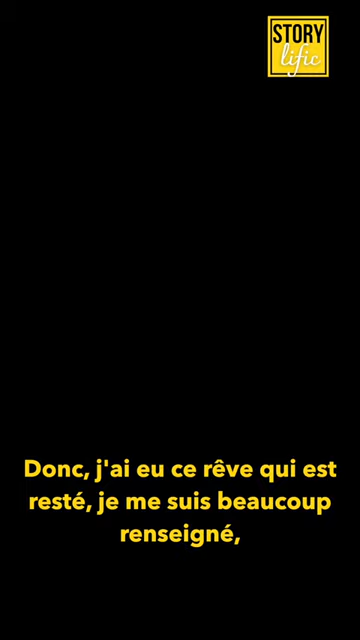 STORY
lific
Donc, j'ai eu ce rêve qui est
resté, je me suis beaucoup
renseigné,